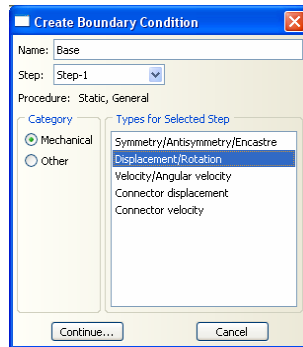 Create Boundary Condition
Name: Base
Step: Step-1
Procedure: Static, General
Category
Mechanical
Other
Types for Selected Step
Symmetry/Antisymmetry/Encastre
Displacement/Rotation
Velocity/Angular velocity
Connector displacement
Connector velocity
Continue... Cancel